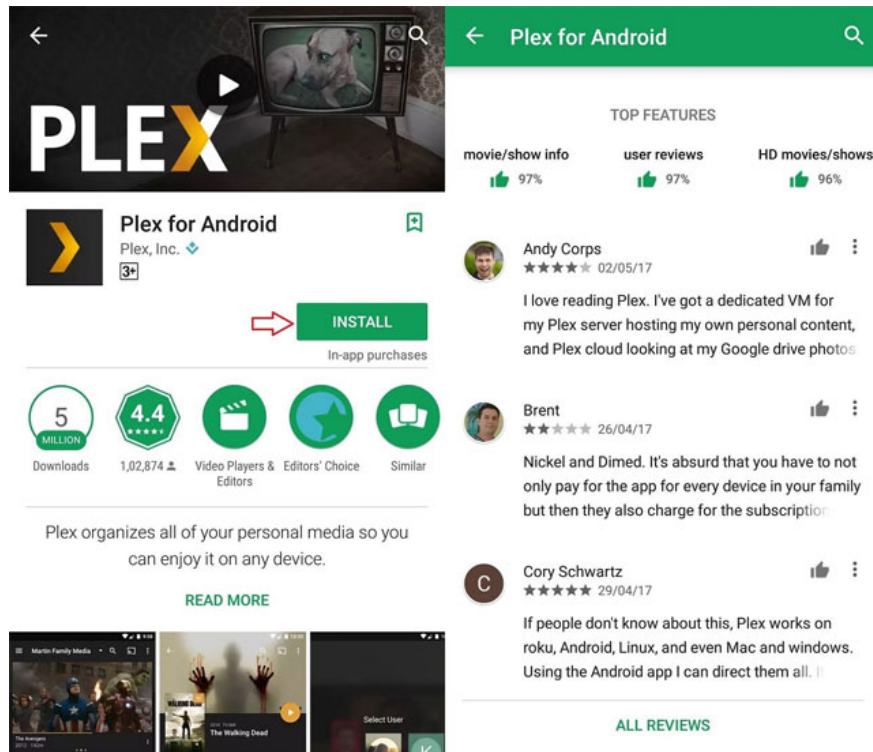 PLEX
Plex for Android
Plex, Inc.
3+
INSTALL
In-app purchases
5
MILLION
Downloads
4.4
1,02,874
Video Players &
Editors
Editors' Choice
Similar
Plex organizes all of your personal media so you
can enjoy it on any device.
READ MORE
Martin Family Media
The Avengers
2012 · 142m
The Walking Dead
Select User
K
Plex for Android
TOP FEATURES
movie/show info
97%
user reviews
97%
HD movies/shows
96%
Andy Corps
02/05/17
I love reading Plex. I've got a dedicated VM for
my Plex server hosting my own personal content,
and Plex cloud looking at my Google drive photos
Brent
26/04/17
Nickel and Dimed. It's absurd that you have to not
only pay for the app for every device in your family
but then they also charge for the subscription
C
Cory Schwartz
29/04/17
If people don't know about this, Plex works on
roku, Android, Linux, and even Mac and windows.
Using the Android app I can direct them all.
ALL REVIEWS